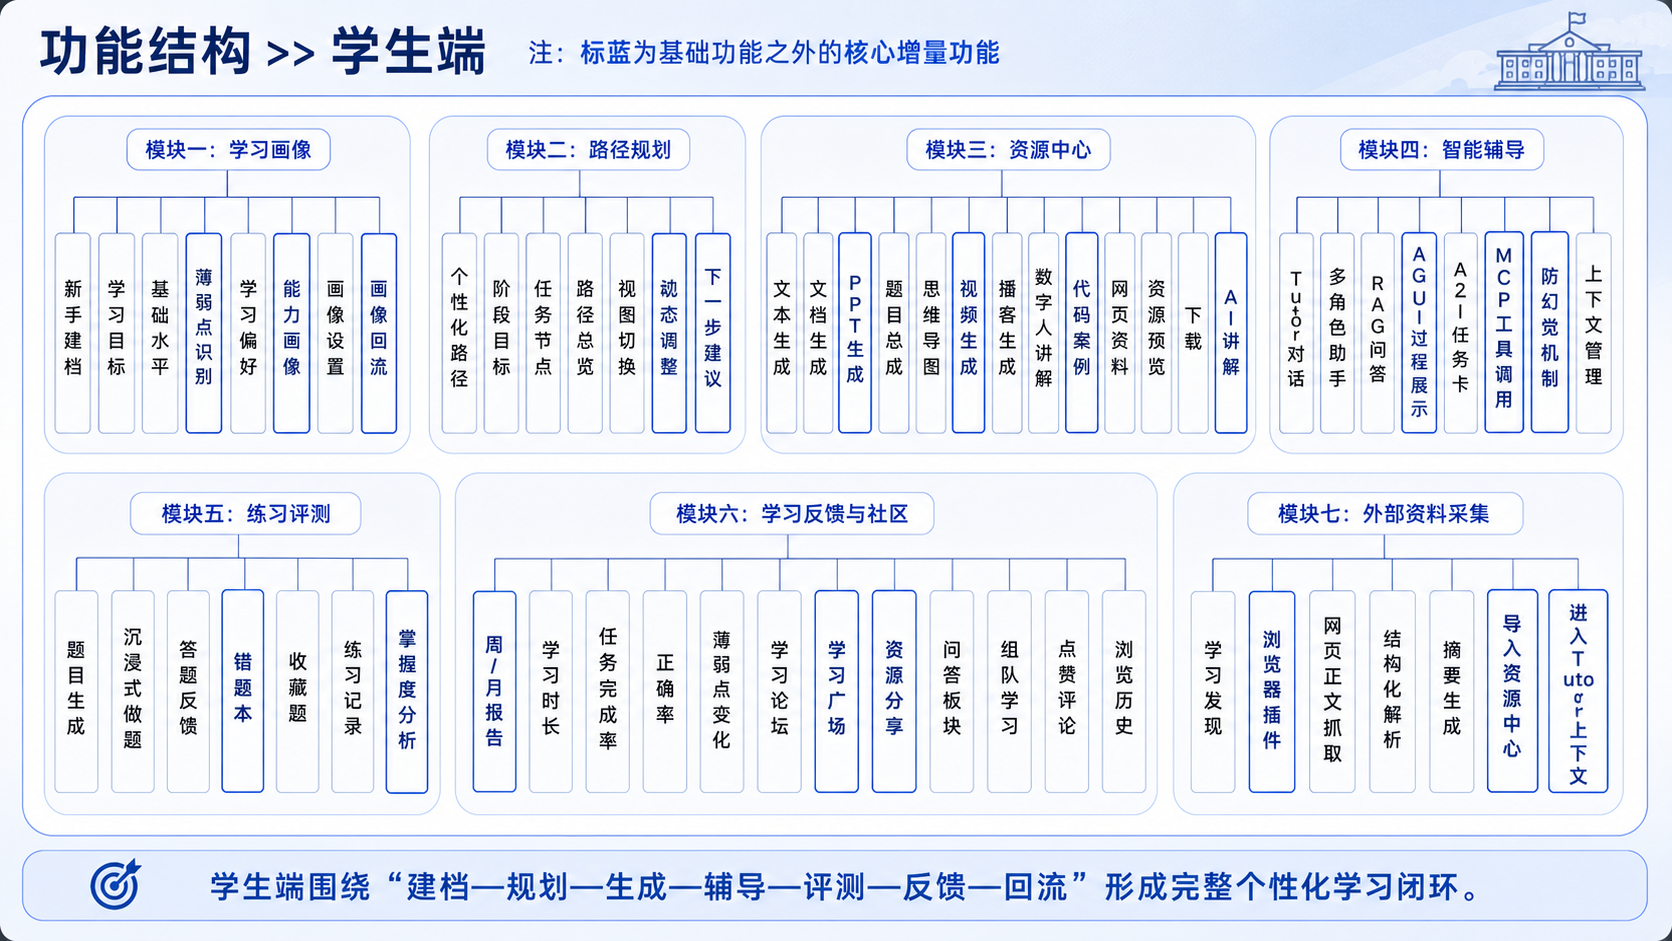 功能结构 >> 学生端
注：标蓝为基础功能之外的核心增量功能
模块一：学习画像
新手建档
学习目标
基础水平
薄弱点识别
学习偏好
能力画像
画像设置
画像回流
模块二：路径规划
个性化路径
阶段目标
任务节点
路径总览
视图切换
动态调整
下一步建议
模块三：资源中心
文本生成
文档生成
PPT生成
题目总成
思维导图
视频生成
播客生成
数字人讲解
代码案例
网页资料
资源预览
下载
AI讲解
模块四：智能辅导
Tutor对话
多角色助手
RAG问答
AGUI过程展示
A2I任务卡
MCP工具调用
防幻觉机制
上下文管理
模块五：练习评测
题目生成
沉浸式做题
答题反馈
错题本
收藏题
练习记录
掌握度分析
模块六：学习反馈与社区
周/月报告
学习时长
任务完成率
正确率
薄弱点变化
学习论坛
学习广场
资源分享
问答板块
组队学习
点赞评论
浏览历史
模块七：外部资料采集
学习发现
浏览器插件
网页正文抓取
结构化解析
摘要生成
导入资源中心
进入Tutor上下文
学生端围绕“建档—规划—生成—辅导—评测—反馈—回流”形成完整个性化学习闭环。